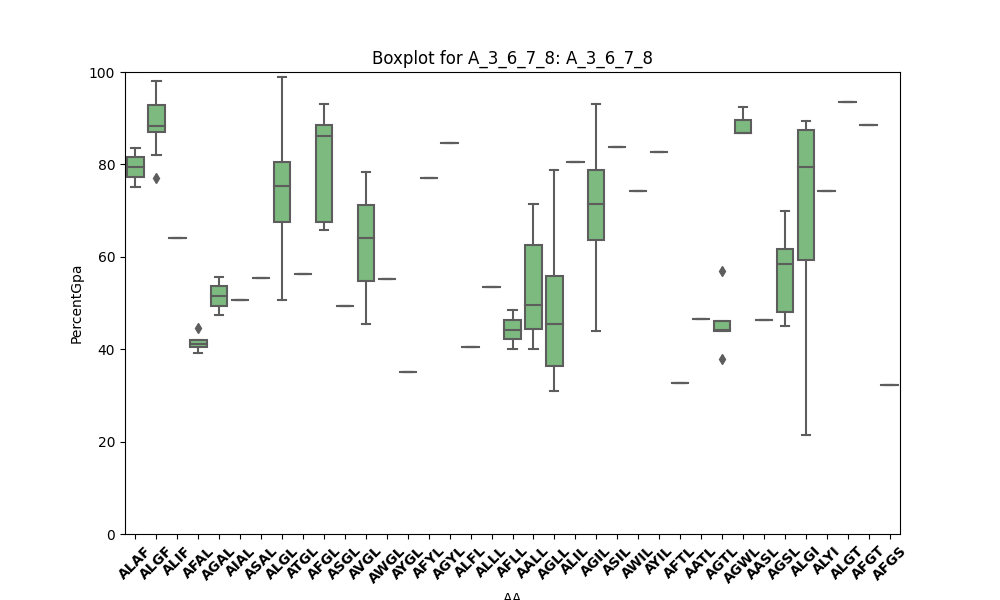 Boxplot for A_3_6_7_8: A_3_6_7_8
PercentGpa
100
80
60
40
20
0
ALAF
ALGF
ALIF
AFAL
AGAL
AIAL
ASAL
ALGL
ATGL
AFGL
ASGL
AVGL
AWGL
AYGL
AFYL
AGYL
ALFL
ALLL
AFLL
AALL
AGLL
ALIL
AGIL
ASIL
AWIL
AYIL
AFTL
AATL
AGTL
AGWL
AASL
AGSL
ALGI
ALYI
ALGT
AFGT
AFGS
AA